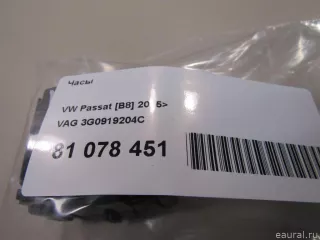 Часы
VW Passat [B8] 2015>
VAG 3G0919204C
81 078 451
eaural.ru